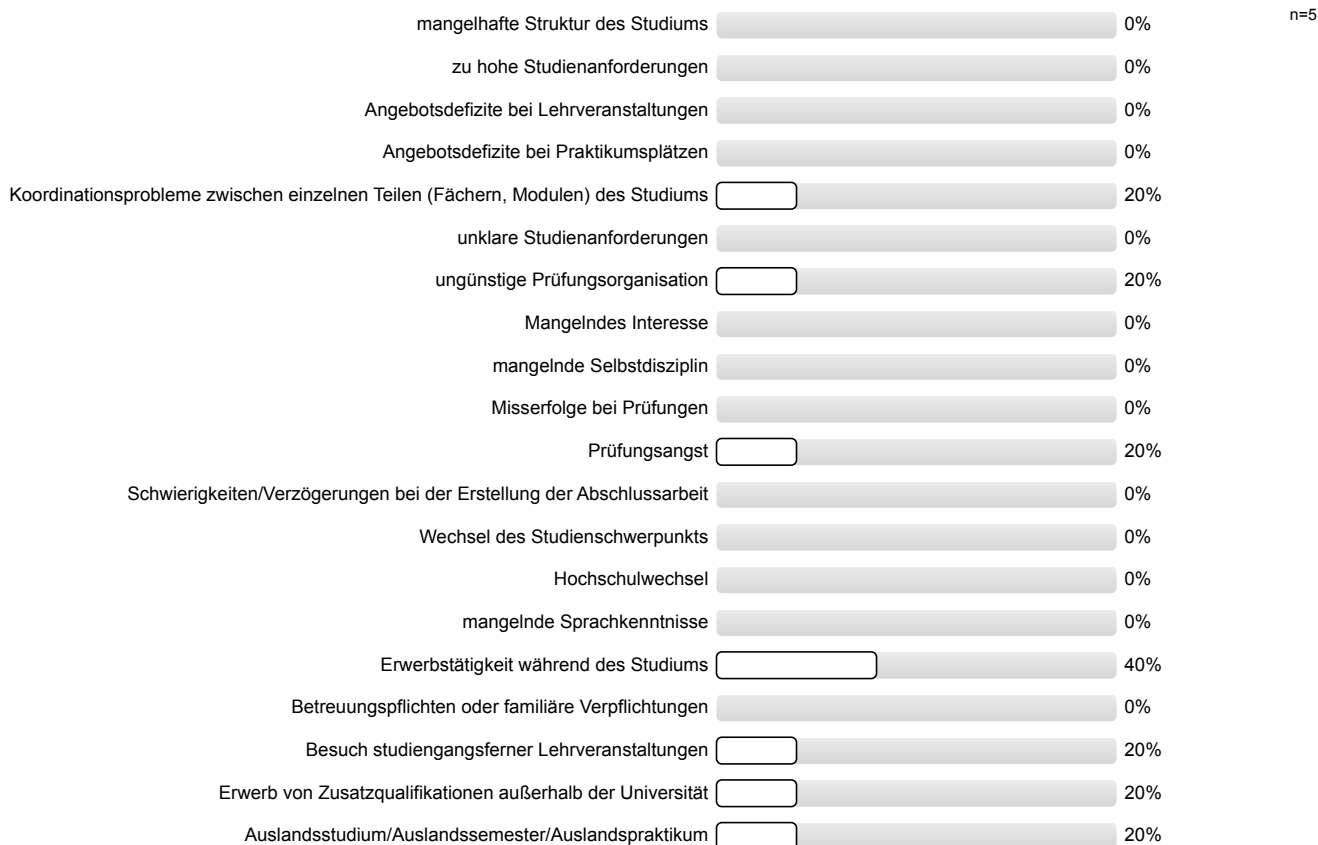 n=5
mangelhafte Struktur des Studiums 0%
zu hohe Studienanforderungen 0%
Angebotsdefizite bei Lehrveranstaltungen 0%
Angebotsdefizite bei Praktikumsplätzen 0%
Koordinationsprobleme zwischen einzelnen Teilen (Fächern, Modulen) des Studiums 20%
unklare Studienanforderungen 0%
ungünstige Prüfungsorganisation 20%
Mangelndes Interesse 0%
mangelnde Selbstdisziplin 0%
Misserfolge bei Prüfungen 0%
Prüfungsangst 20%
Schwierigkeiten/Verzögerungen bei der Erstellung der Abschlussarbeit 0%
Wechsel des Studienschwerpunkts 0%
Hochschulwechsel 0%
mangelnde Sprachkenntnisse 0%
Erwerbstätigkeit während des Studiums 40%
Betreuungspflichten oder familiäre Verpflichtungen 0%
Besuch studiengangsferner Lehrveranstaltungen 20%
Erwerb von Zusatzqualifikationen außerhalb der Universität 20%
Auslandsstudium/Auslandssemester/Auslandspraktikum 20%